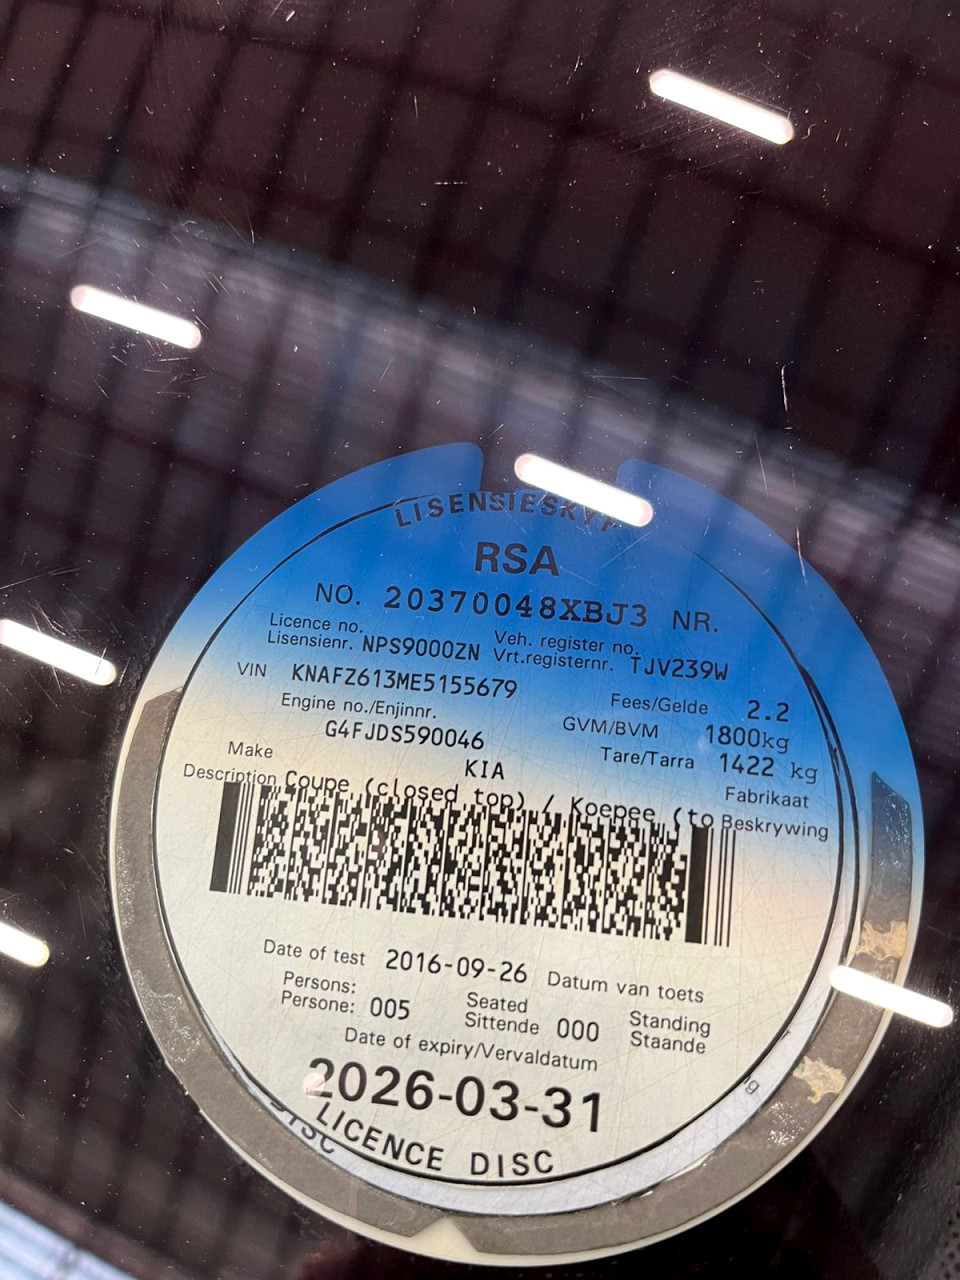 LISENSIESKYF
RSA
NO. 20370048XBJ3 NR.
Licence no. Veh. register no.
Lisensienr. NPS9000ZN Vrt.registernr. TJV239W
VIN KNAFZ613ME5155679 Fees/Gelde 2.2
Engine no./Enjinnr. GVM/BVM 1800kg
G4FJDS590046 Tare/Tarra 1422 kg
Make KIA Fabrikaat
Description Coupe (closed top) / Koepee (to Beskrywing
Date of test 2016-09-26 Datum van toets
Persons: Seated Standing
Persone: 005 Sittende 000 Staande
Date of expiry/Vervaldatum
2026-03-31
LICENCE DISC
DISC